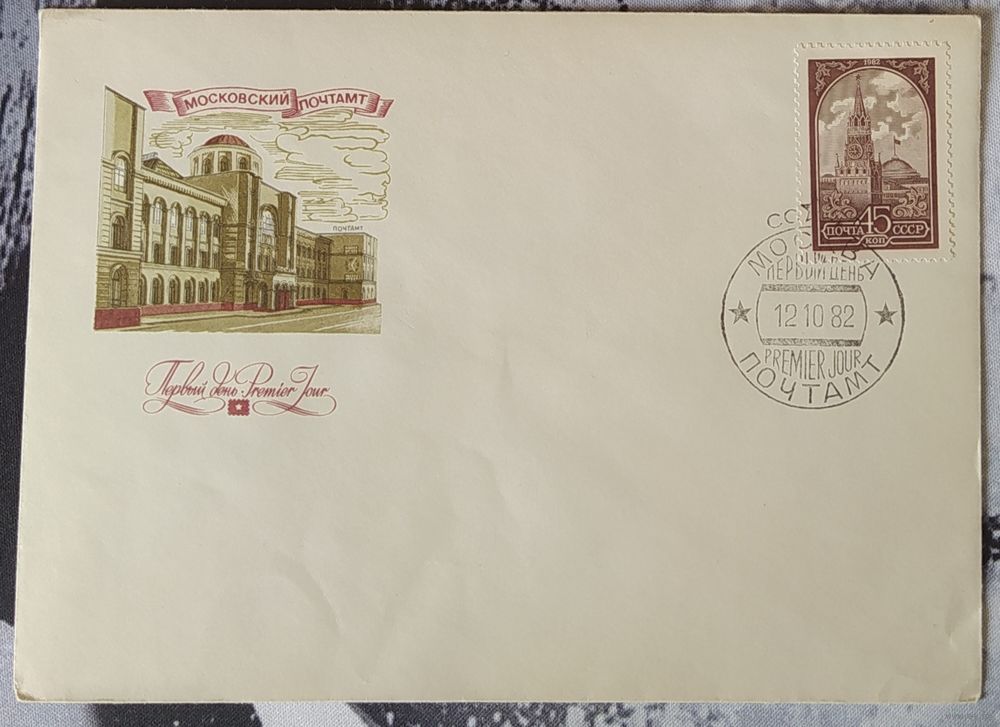 МОСКОВСКИЙ ПОЧТАМТ
ПОЧТАМТ
Первый день · Premier Jour
1982
ПОЧТА 45 СССР
КОП
МОСКВА
ПЕРВЫЙ ДЕНЬ
12 10 82
PREMIER JOUR
ПОЧТАМТ